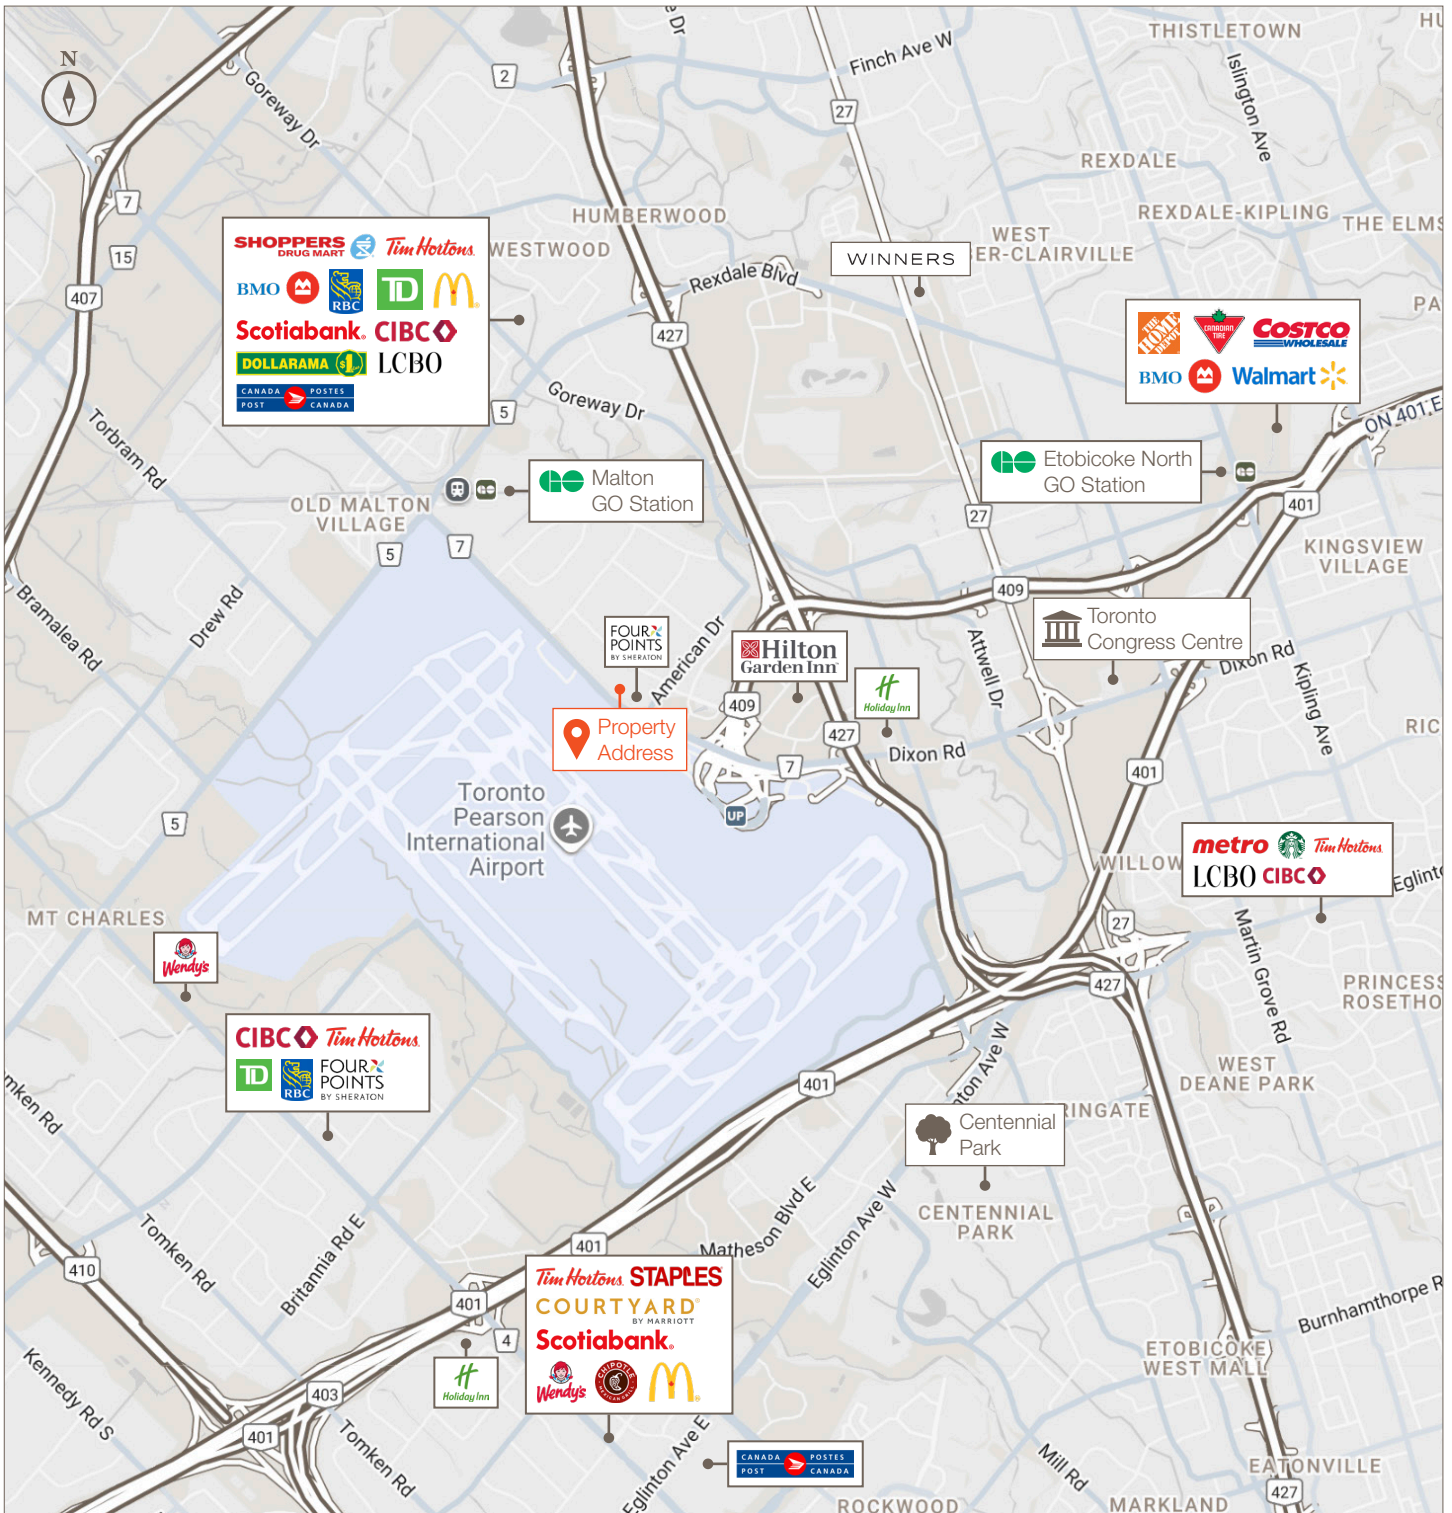 N
Goreway Dr
2
Finch Ave W
27
THISTLETOWN
Islington Ave
REXDALE
REXDALE-KIPLING
THE ELMS
7
15
407
HUMBERWOOD
WESTWOOD
WEST
BER-CLAIRVILLE
WINNERS
Rexdale Blvd
427
SHOPPERS
DRUG MART
Tim Hortons.
BMO
RBC
TD
Scotiabank.
CIBC
DOLLARAMA $1
LCBO
CANADA POSTES
POST CANADA
THE HOME DEPOT
CANADIAN TIRE
COSTCO
WHOLESALE
BMO
Walmart
ON 401 E
5
Goreway Dr
Torbram Rd
OLD MALTON
VILLAGE
GO
Malton
GO Station
Etobicoke North
GO Station
GO
401
27
5
7
KINGSVIEW
VILLAGE
409
Bramalea Rd
Drew Rd
FOUR
POINTS
BY SHERATON
American Dr
Hilton
Garden Inn
Holiday Inn
Attwell Dr
Toronto
Congress Centre
Dixon Rd
Kipling Ave
409
Property
Address
427
Dixon Rd
7
401
UP
5
Toronto
Pearson
International
Airport
metro
Tim Hortons.
LCBO
CIBC
WILLOW
MT CHARLES
Wendy's
27
Martin Grove Rd
427
CIBC
Tim Hortons.
TD
RBC
FOUR
POINTS
BY SHERATON
401
WEST
DEANE PARK
RINGATE
Centennial
Park
CENTENNIAL
PARK
Matheson Blvd E
Eglinton Ave W
Tomken Rd
Britannia Rd E
410
401
401
4
Tim Hortons.
STAPLES
COURTYARD
BY MARRIOTT
Scotiabank.
Wendy's
CHIPOTLE
MEXICAN GRILL
Holiday Inn
Kennedy Rd S
403
401
Tomken Rd
Eglinton Ave E
CANADA POSTES
POST CANADA
ETOBICOKE
WEST MALL
Mill Rd
EATONVILLE
427
ROCKWOOD
MARKLAND